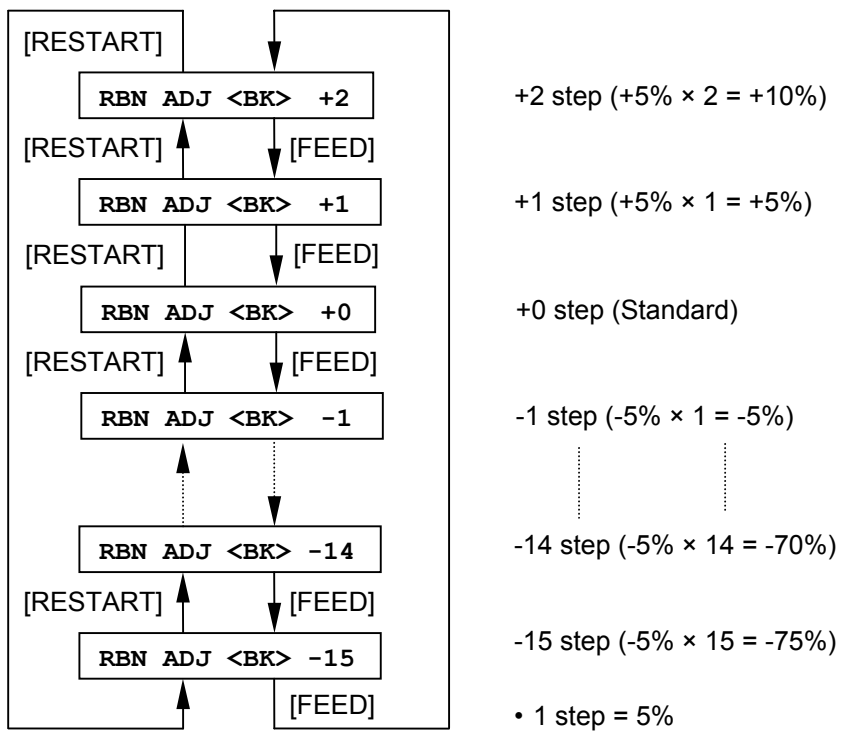 [RESTART]
RBN ADJ <BK> +2 +2 step (+5% × 2 = +10%)
[RESTART] [FEED]
RBN ADJ <BK> +1 +1 step (+5% × 1 = +5%)
[RESTART] [FEED]
RBN ADJ <BK> +0 +0 step (Standard)
[RESTART] [FEED]
RBN ADJ <BK> -1 -1 step (-5% × 1 = -5%)
RBN ADJ <BK> -14 -14 step (-5% × 14 = -70%)
[RESTART] [FEED]
RBN ADJ <BK> -15 -15 step (-5% × 15 = -75%)
[FEED] • 1 step = 5%